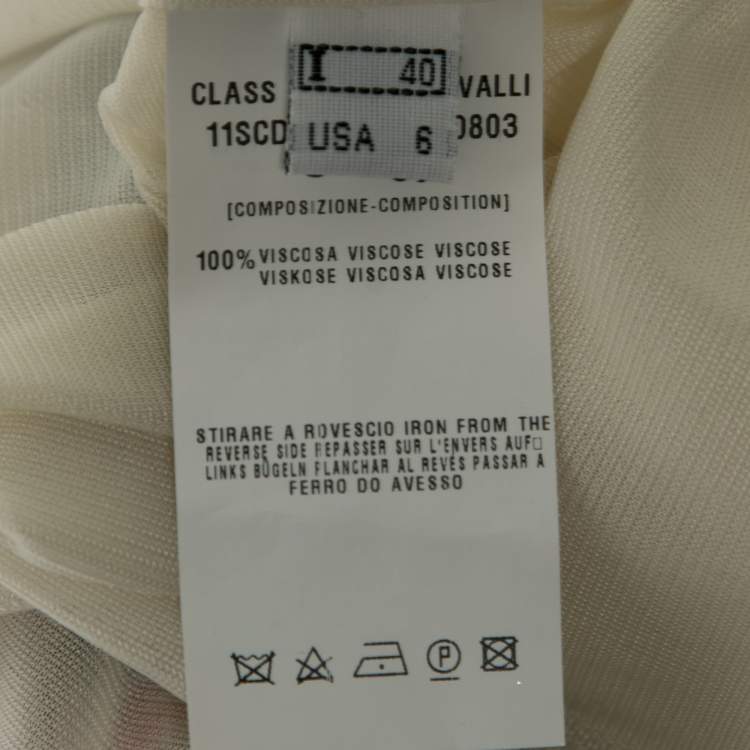 I 40
CLASS VALLI
11SCD USA 6 0803
[COMPOSIZIONE-COMPOSITION]
100% VISCOSA VISCOSE VISCOSE
VISKOSE VISCOSA VISCOSE
STIRARE A ROVESCIO IRON FROM THE
REVERSE SIDE REPASSER SUR L'ENVERS AUF□
LINKS BÜGELN PLANCHAR AL REVÉS PASSAR A
FERRO DO AVESSO
P